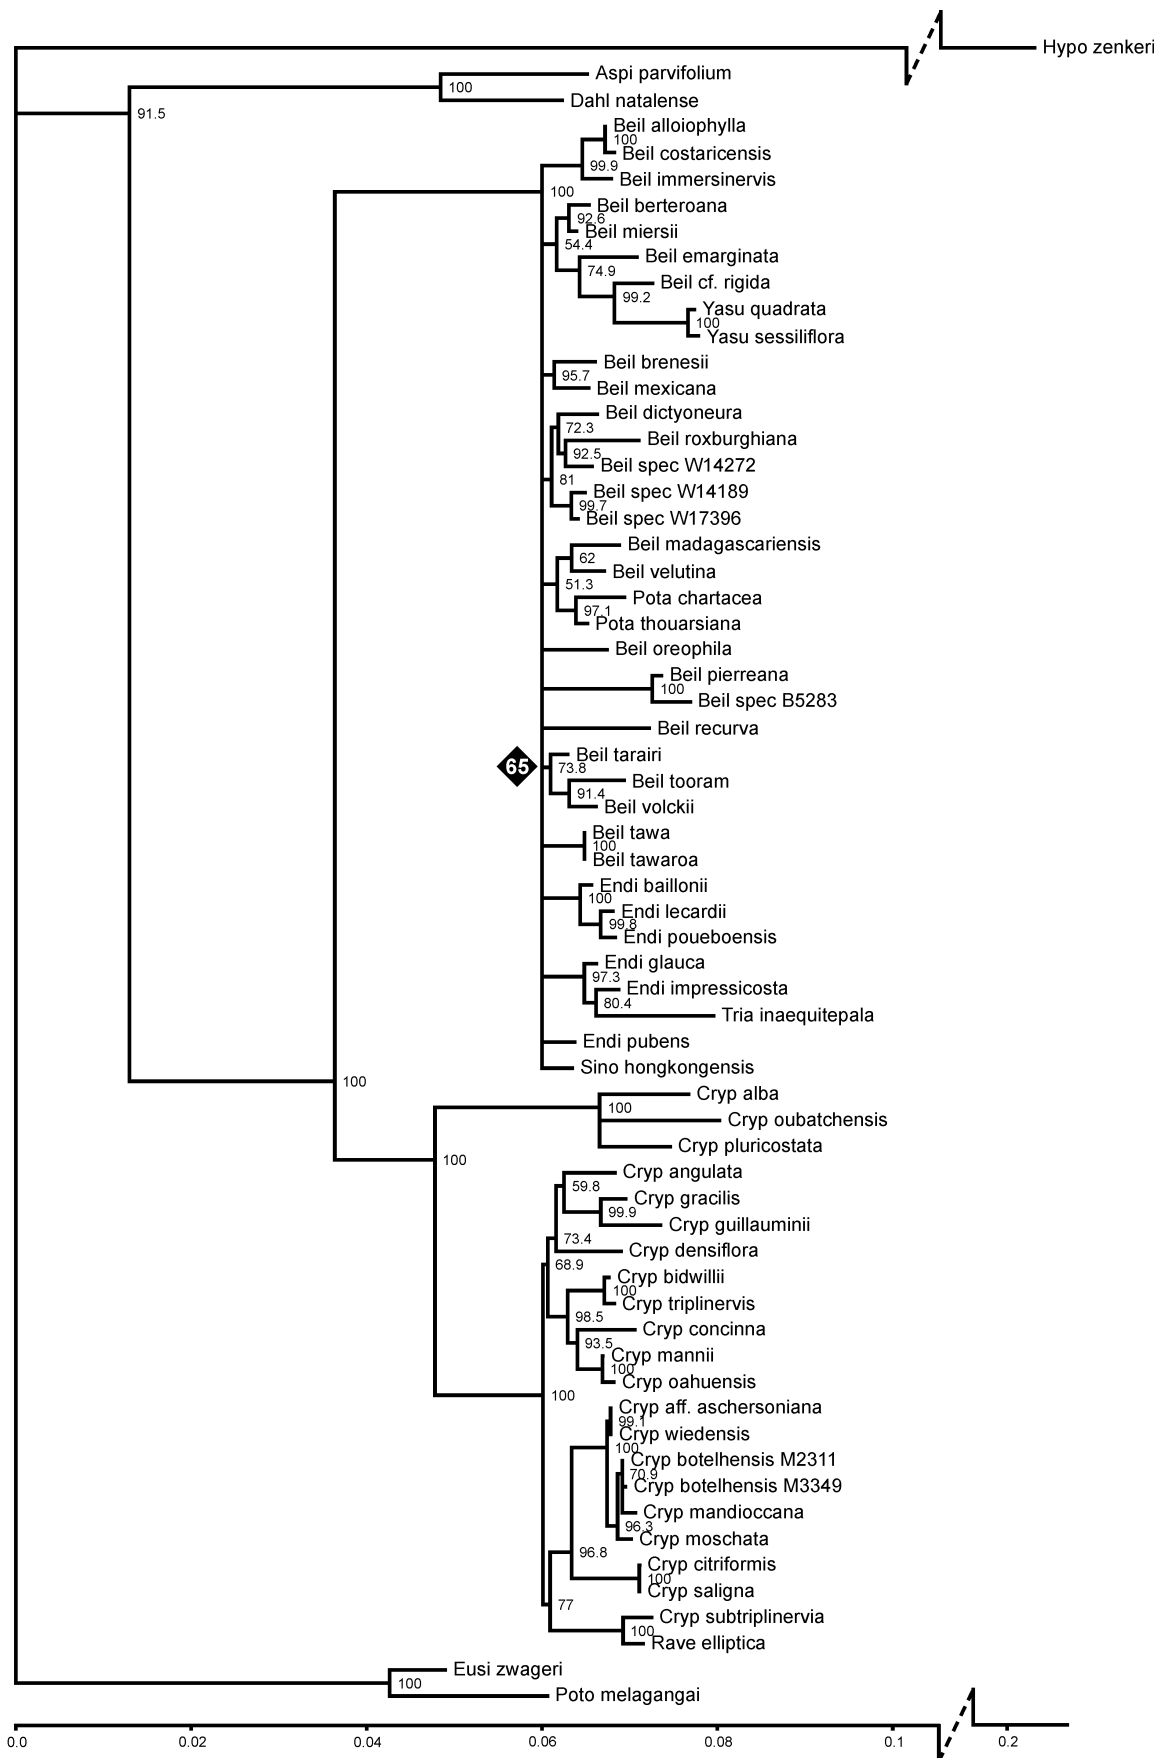 Hypo zenkeri
Aspi parvifolium
100
Dahl natalense
91.5
Beil alloiophylla
100
Beil costaricensis
99.9
Beil immersinervis
100
Beil berteroana
92.6
Beil miersii
54.4
Beil emarginata
74.9
Beil cf. rigida
99.2
Yasu quadrata
100
Yasu sessiliflora
Beil brenesii
95.7
Beil mexicana
Beil dictyoneura
72.3
Beil roxburghiana
92.5
Beil spec W14272
81
Beil spec W14189
99.7
Beil spec W17396
Beil madagascariensis
62
Beil velutina
51.3
Pota chartacea
97.1
Pota thouarsiana
Beil oreophila
Beil pierreana
100
Beil spec B5283
Beil recurva
Beil tarairi
65
73.8
Beil tooram
91.4
Beil volckii
Beil tawa
100
Beil tawaroa
Endi baillonii
100
Endi lecardii
99.8
Endi poueboensis
Endi glauca
97.3
Endi impressicosta
80.4
Tria inaequitepala
Endi pubens
Sino hongkongensis
100
Cryp alba
100
Cryp oubatchensis
Cryp pluricostata
100
Cryp angulata
59.8
Cryp gracilis
99.9
Cryp guillauminii
73.4
Cryp densiflora
68.9
Cryp bidwillii
100
Cryp triplinervis
98.5
Cryp concinna
93.5
Cryp mannii
100
Cryp oahuensis
100
Cryp aff. aschersoniana
99.1
Cryp wiedensis
100
Cryp botelhensis M2311
70.9
Cryp botelhensis M3349
Cryp mandioccana
96.3
Cryp moschata
96.8
Cryp citriformis
100
Cryp saligna
77
Cryp subtriplinervia
100
Rave elliptica
Eusi zwageri
100
Poto melagangai
0.0 0.02 0.04 0.06 0.08 0.1 0.2